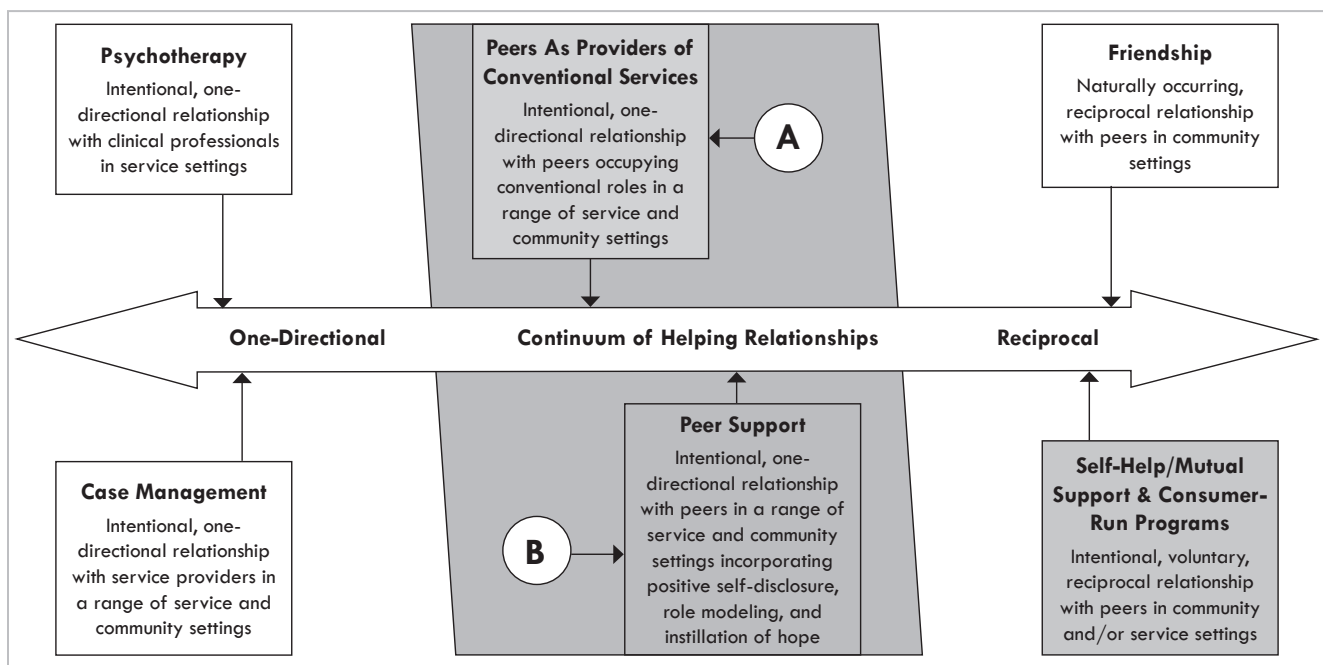 Psychotherapy
Intentional, one-
directional relationship
with clinical professionals
in service settings
Peers As Providers of
Conventional Services
Intentional, one-
directional relationship
with peers occupying
conventional roles in a
range of service and
community settings
A
Friendship
Naturally occurring,
reciprocal relationship
with peers in community
settings
One-Directional
Continuum of Helping Relationships
Reciprocal
Case Management
Intentional, one-
directional relationship
with service providers in
a range of service and
community settings
B
Peer Support
Intentional, one-
directional relationship
with peers in a range of
service and community
settings incorporating
positive self-disclosure,
role modeling, and
instillation of hope
Self-Help/Mutual
Support & Consumer-
Run Programs
Intentional, voluntary,
reciprocal relationship
with peers in community
and/or service settings